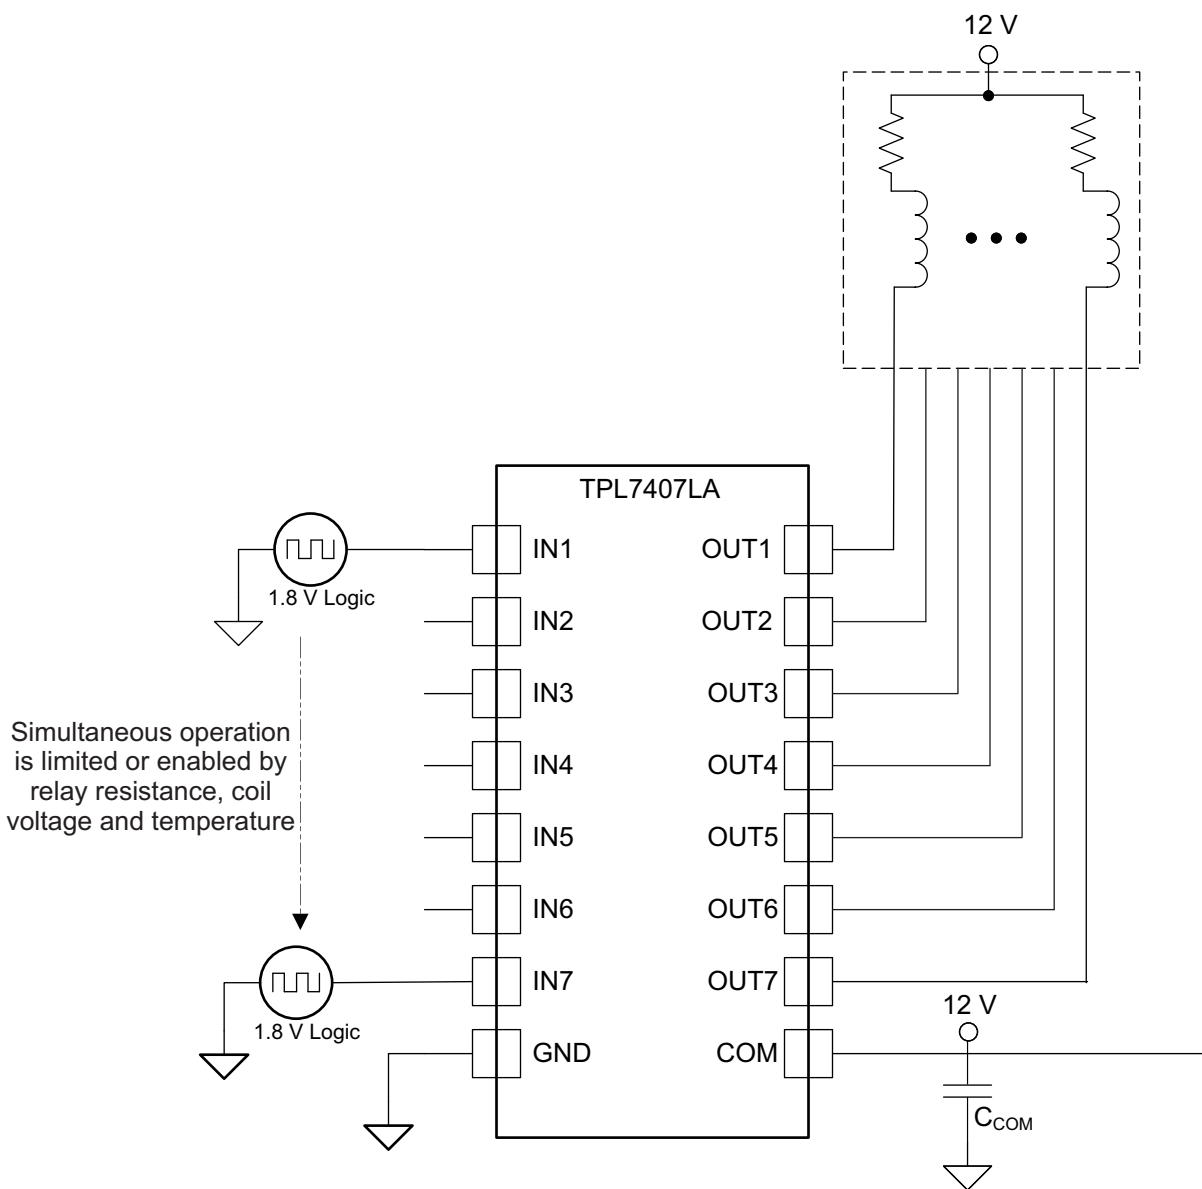 12 V
TPL7407LA
IN1
OUT1
1.8 V Logic
IN2
OUT2
IN3
OUT3
Simultaneous operation
is limited or enabled by
relay resistance, coil
voltage and temperature
IN4
OUT4
IN5
OUT5
IN6
OUT6
IN7
OUT7
1.8 V Logic
12 V
GND
COM
CCOM